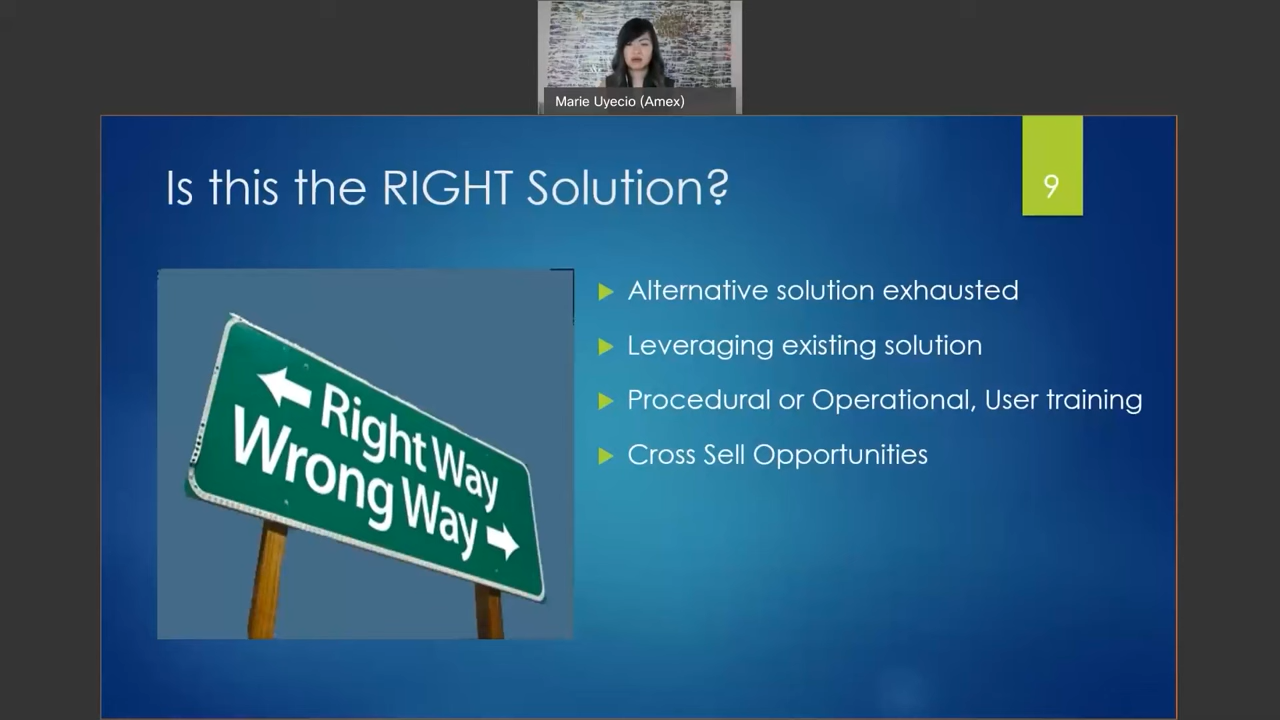 Marie Uyecio (Amex)
Is this the RIGHT Solution?
9
Alternative solution exhausted
Leveraging existing solution
Procedural or Operational, User training
Cross Sell Opportunities
Right Way
Wrong Way